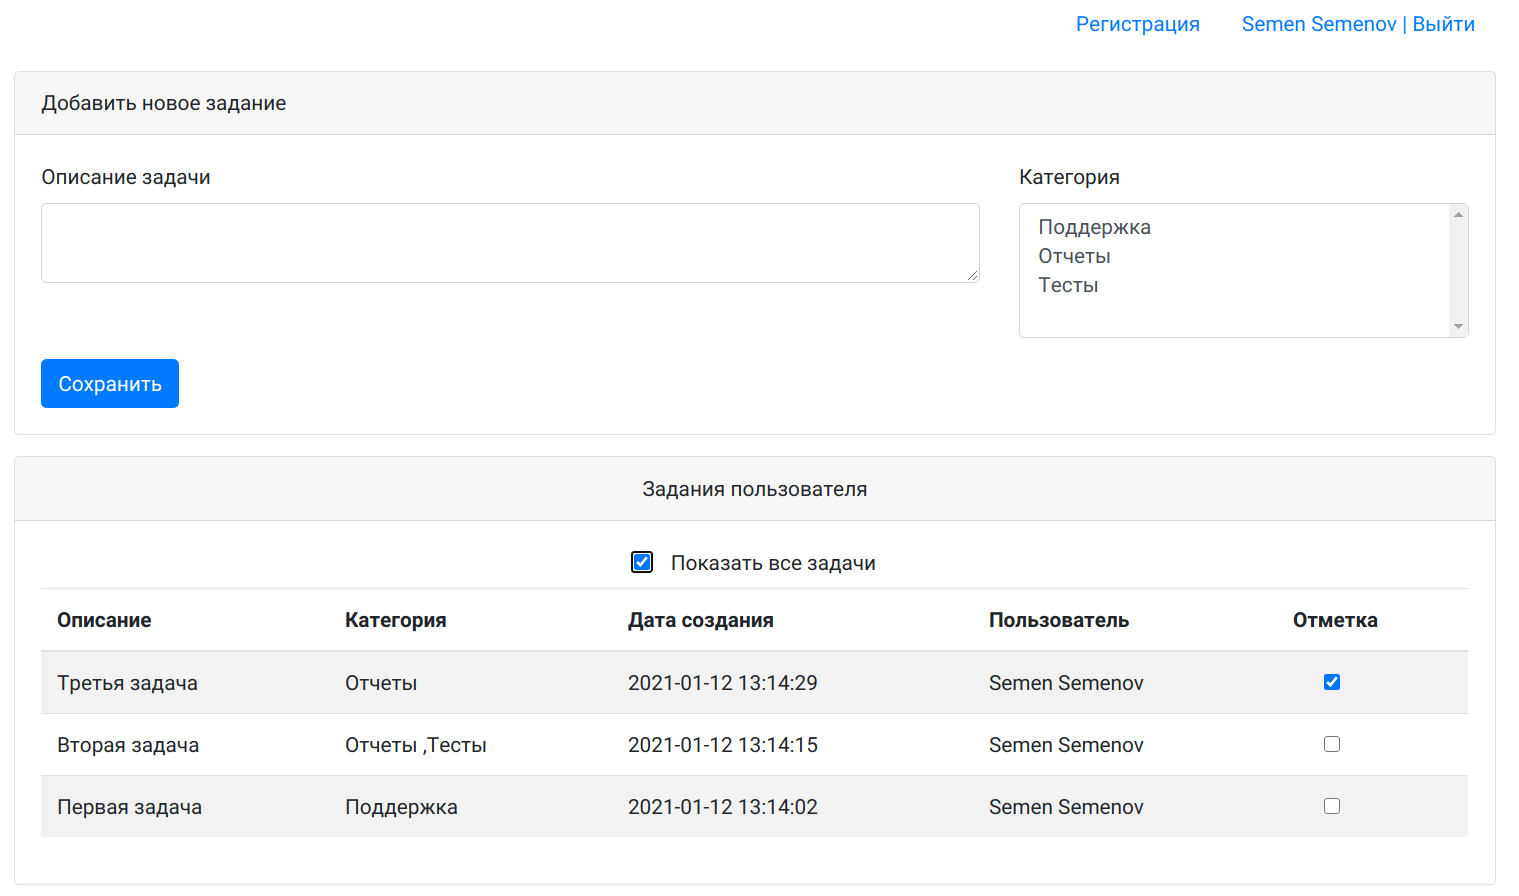 Регистрация Semen Semenov | Выйти
Добавить новое задание
Описание задачи Категория
Поддержка
Отчеты
Тесты
Сохранить
Задания пользователя
Показать все задачи
Описание Категория Дата создания Пользователь Отметка
Третья задача Отчеты 2021-01-12 13:14:29 Semen Semenov
Вторая задача Отчеты ,Тесты 2021-01-12 13:14:15 Semen Semenov
Первая задача Поддержка 2021-01-12 13:14:02 Semen Semenov